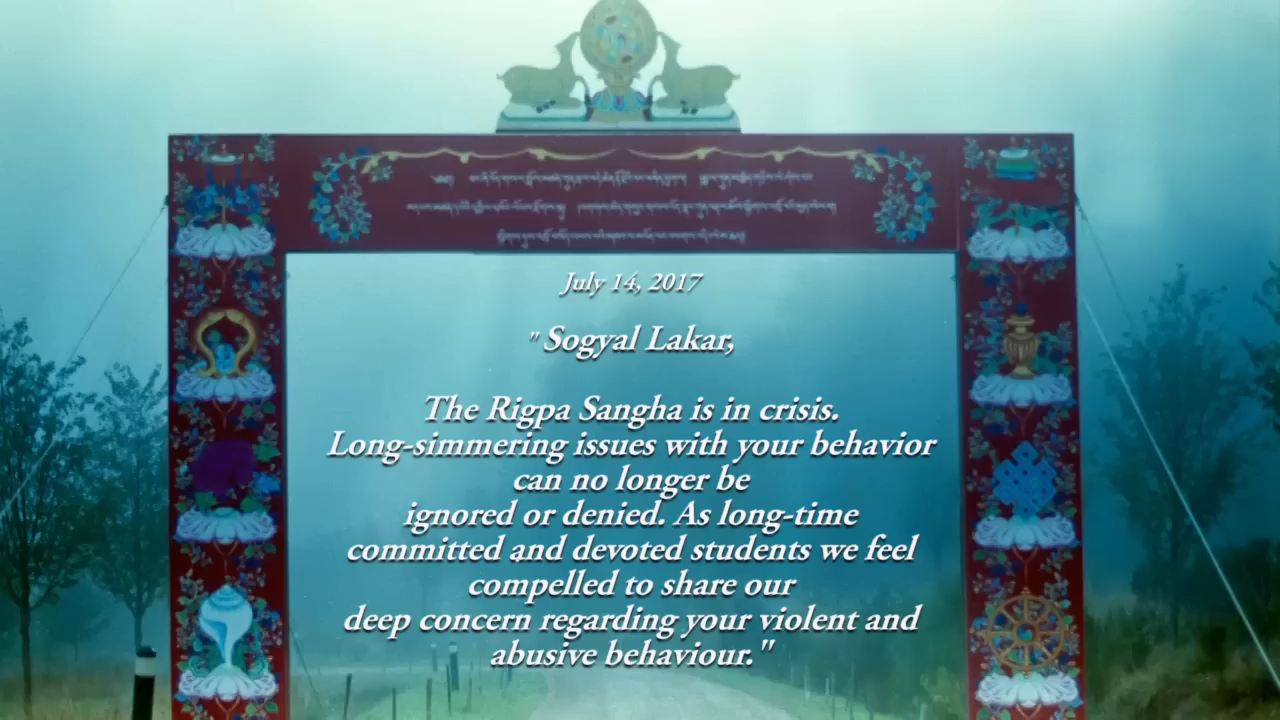 July 14, 2017
" Sogyal Lakar,
The Rigpa Sangha is in crisis.
Long-simmering issues with your behavior
can no longer be
ignored or denied. As long-time
committed and devoted students we feel
compelled to share our
deep concern regarding your violent and
abusive behaviour."